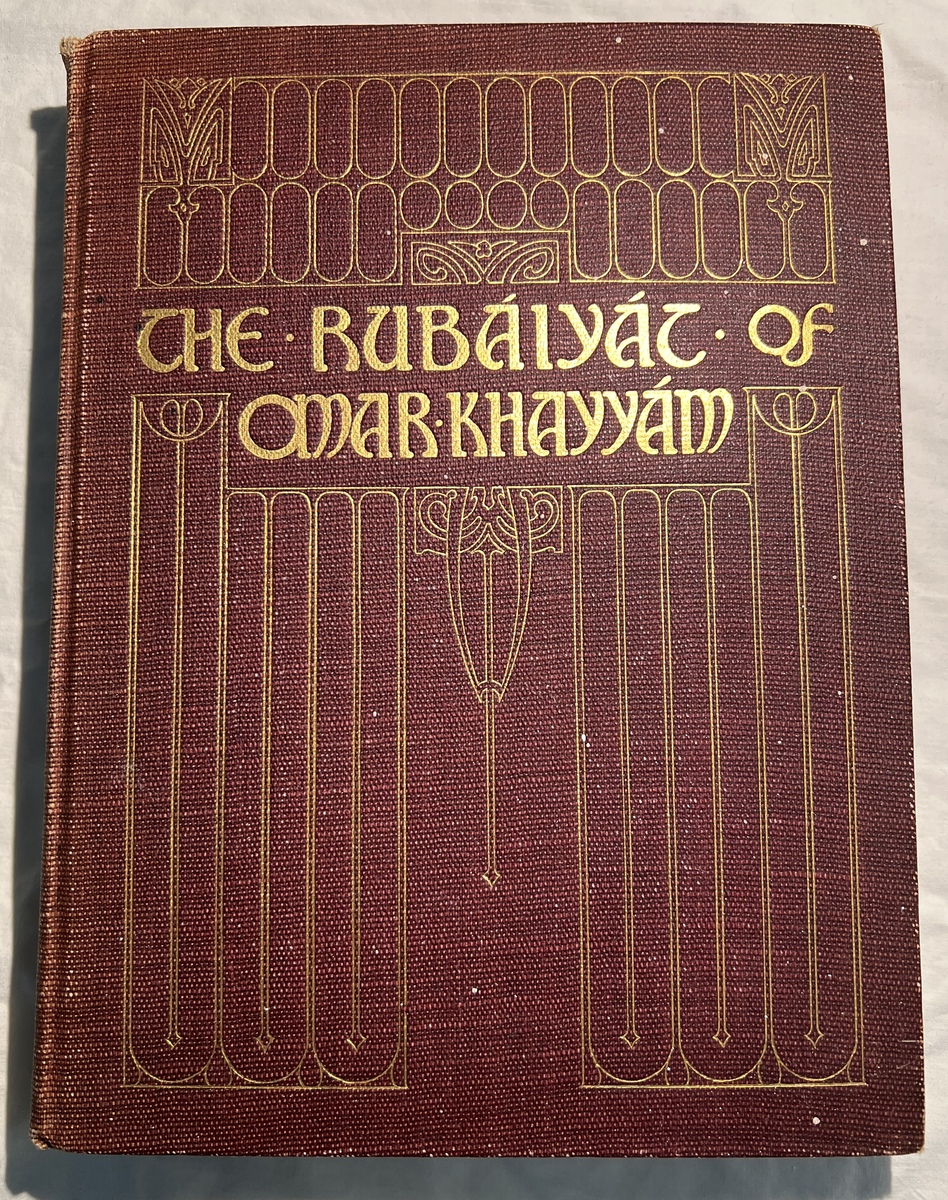 THE · RUBÁIYÁT · OF
OMAR · KHAYYÁM